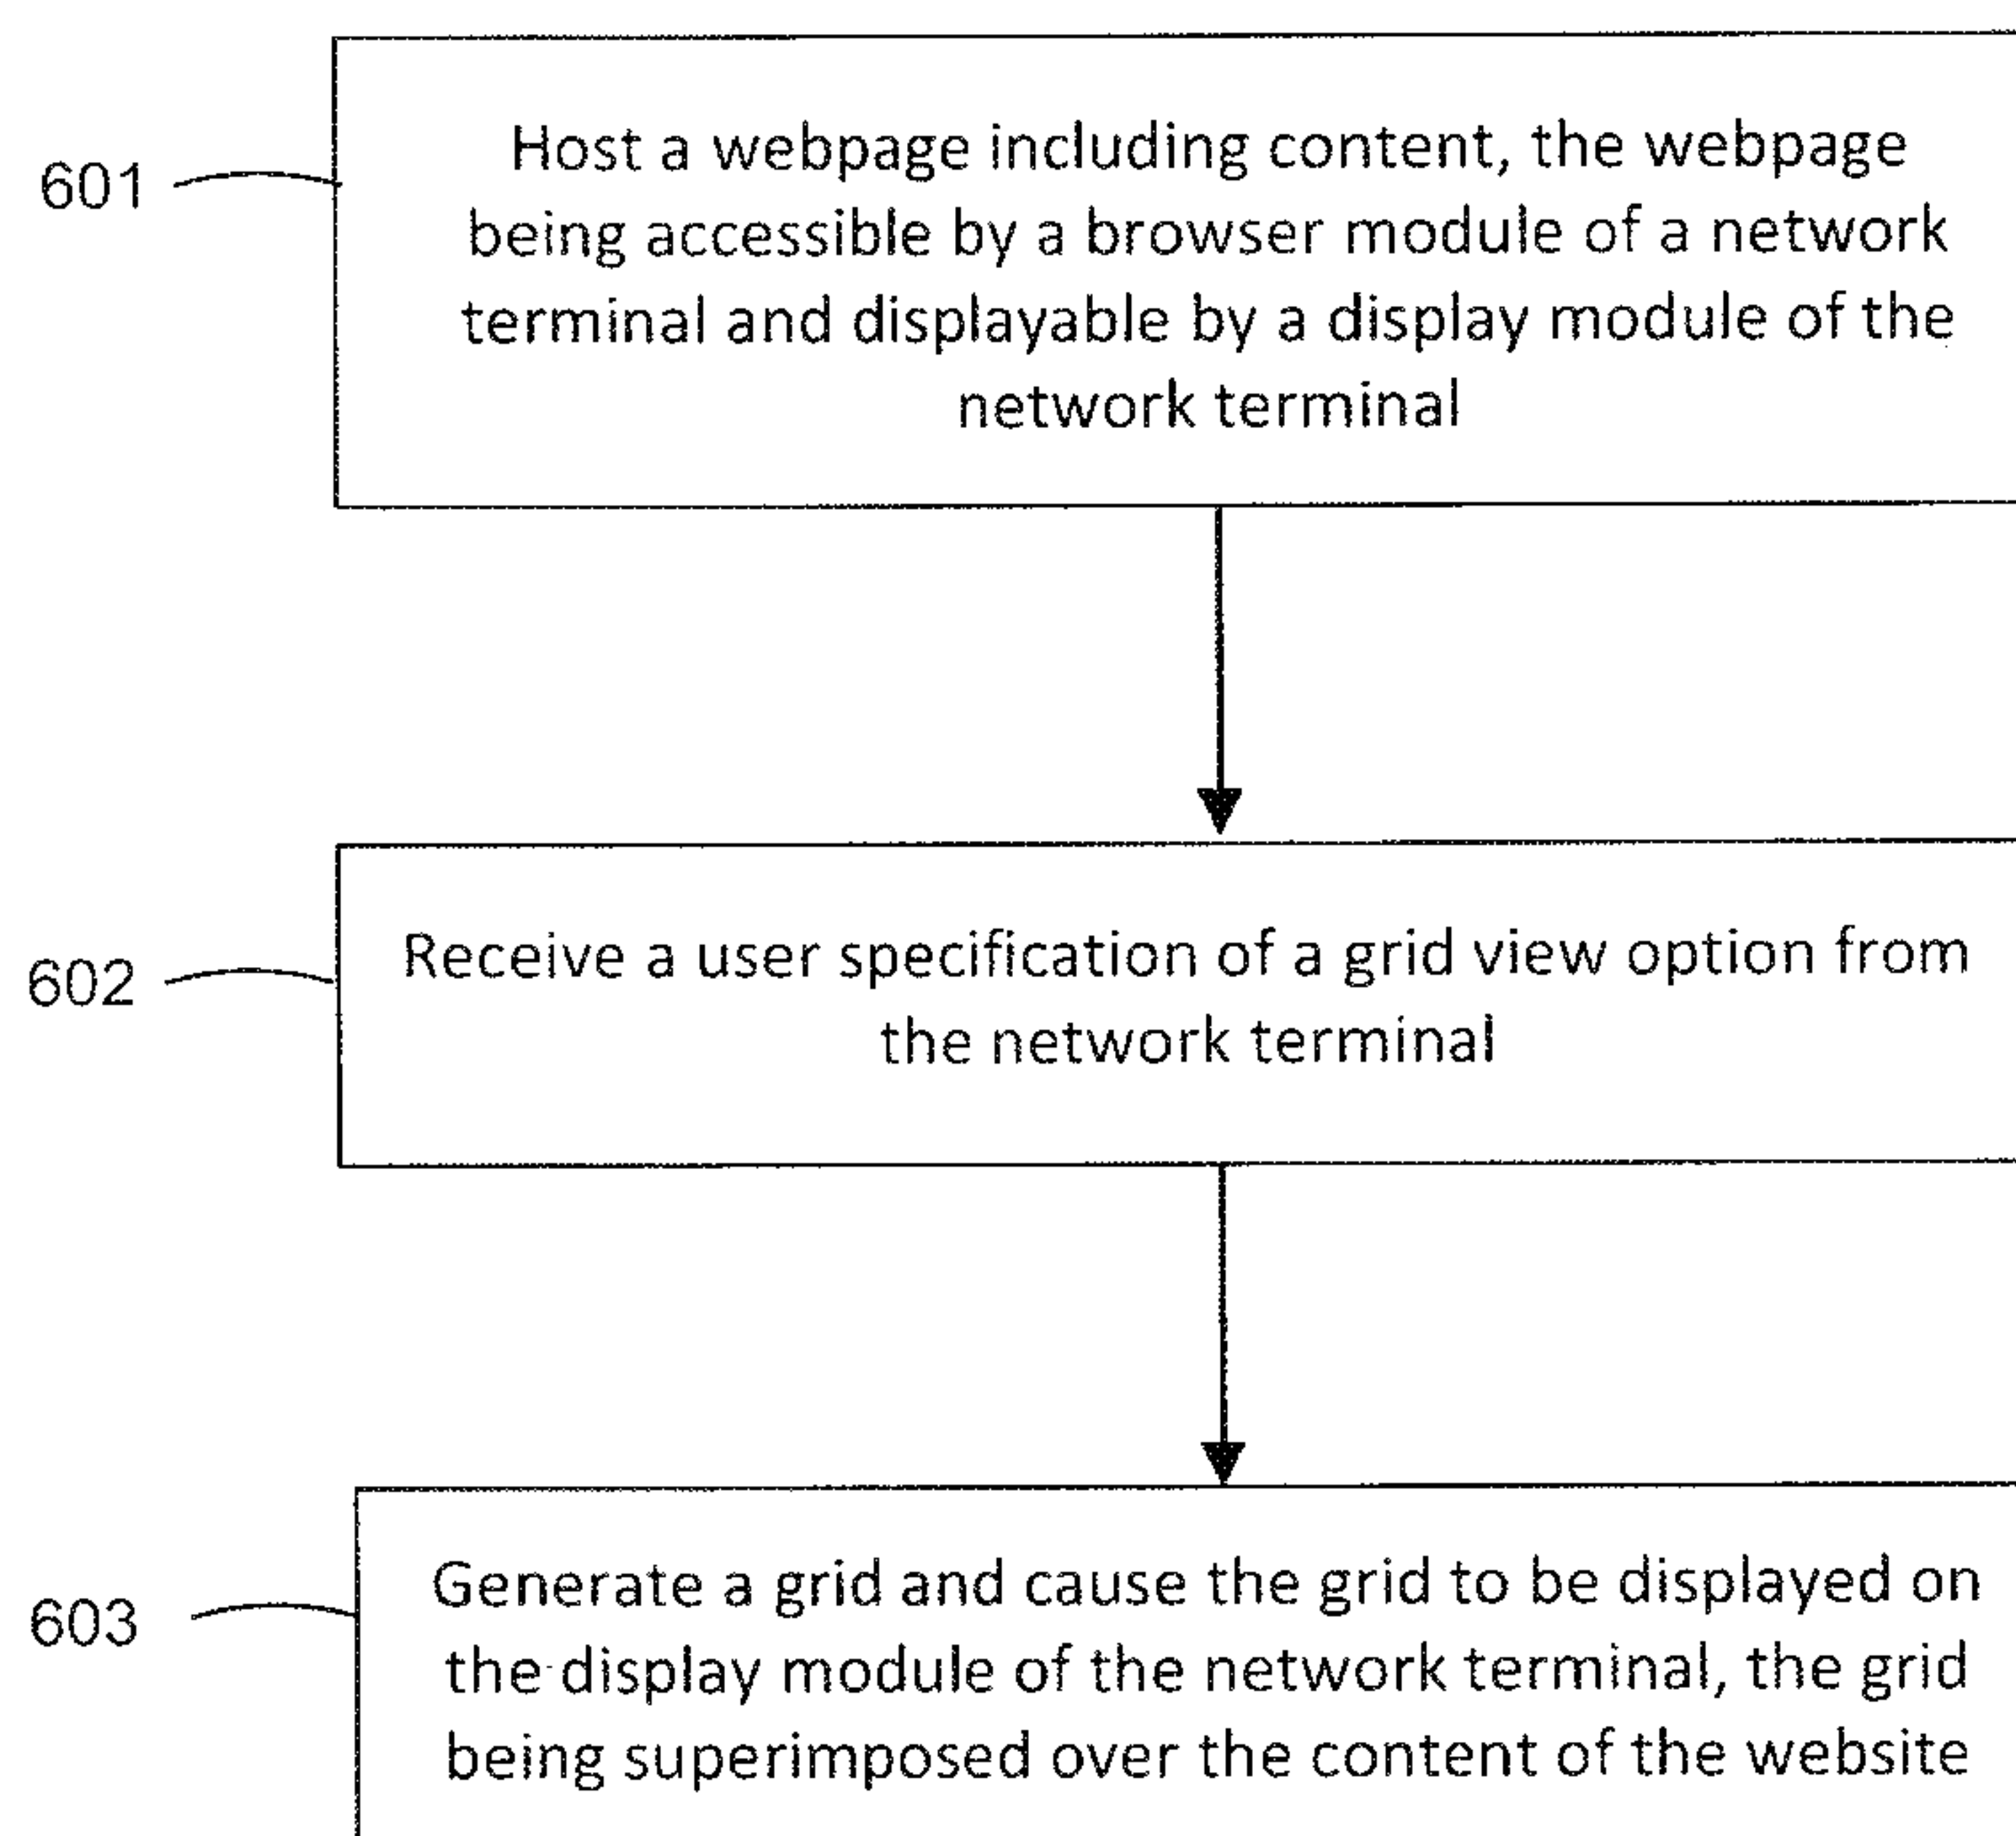 601
Host a webpage including content, the webpage
being accessible by a browser module of a network
terminal and displayable by a display module of the
network terminal
602
Receive a user specification of a grid view option from
the network terminal
603
Generate a grid and cause the grid to be displayed on
the display module of the network terminal, the grid
being superimposed over the content of the website